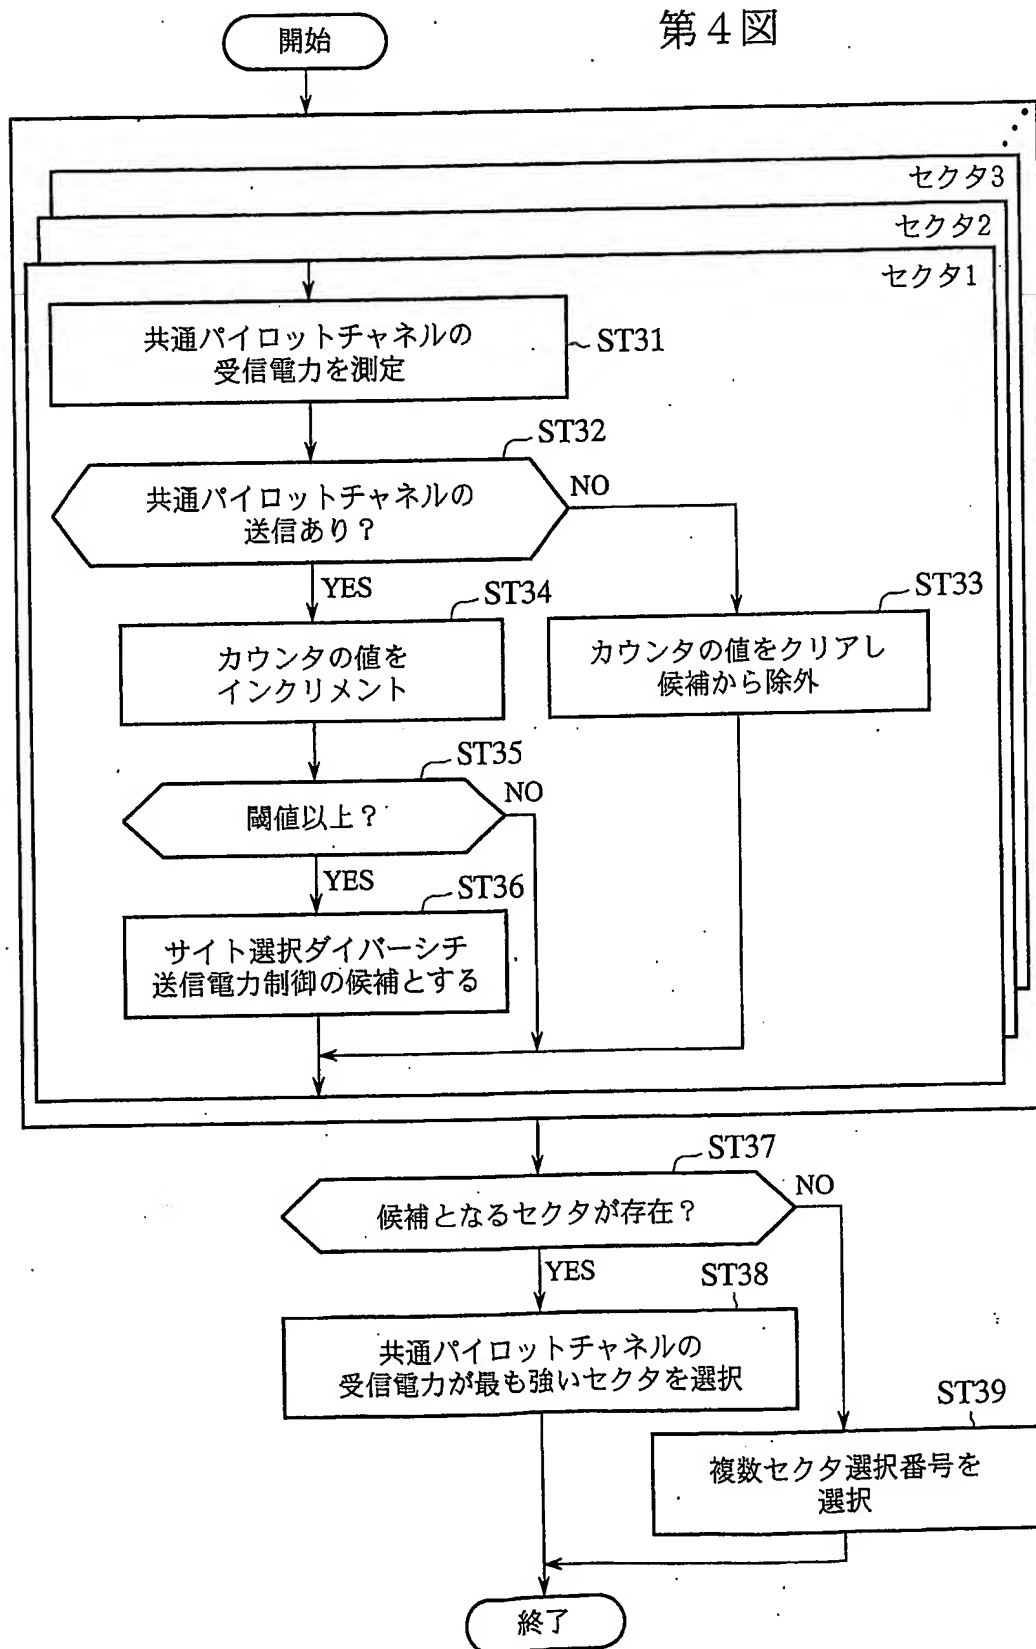 第4図
開始
セクタ3
セクタ2
セクタ1
共通パイロットチャネルの
受信電力を測定
ST31
ST32
共通パイロットチャネルの
送信あり？
NO
YES
ST34
ST33
カウンタの値を
インクリメント
カウンタの値をクリアし
候補から除外
ST35
閾値以上？
NO
YES
ST36
サイト選択ダイバーシチ
送信電力制御の候補とする
ST37
候補となるセクタが存在？
NO
YES
ST38
共通パイロットチャネルの
受信電力が最も強いセクタを選択
ST39
複数セクタ選択番号を
選択
終了